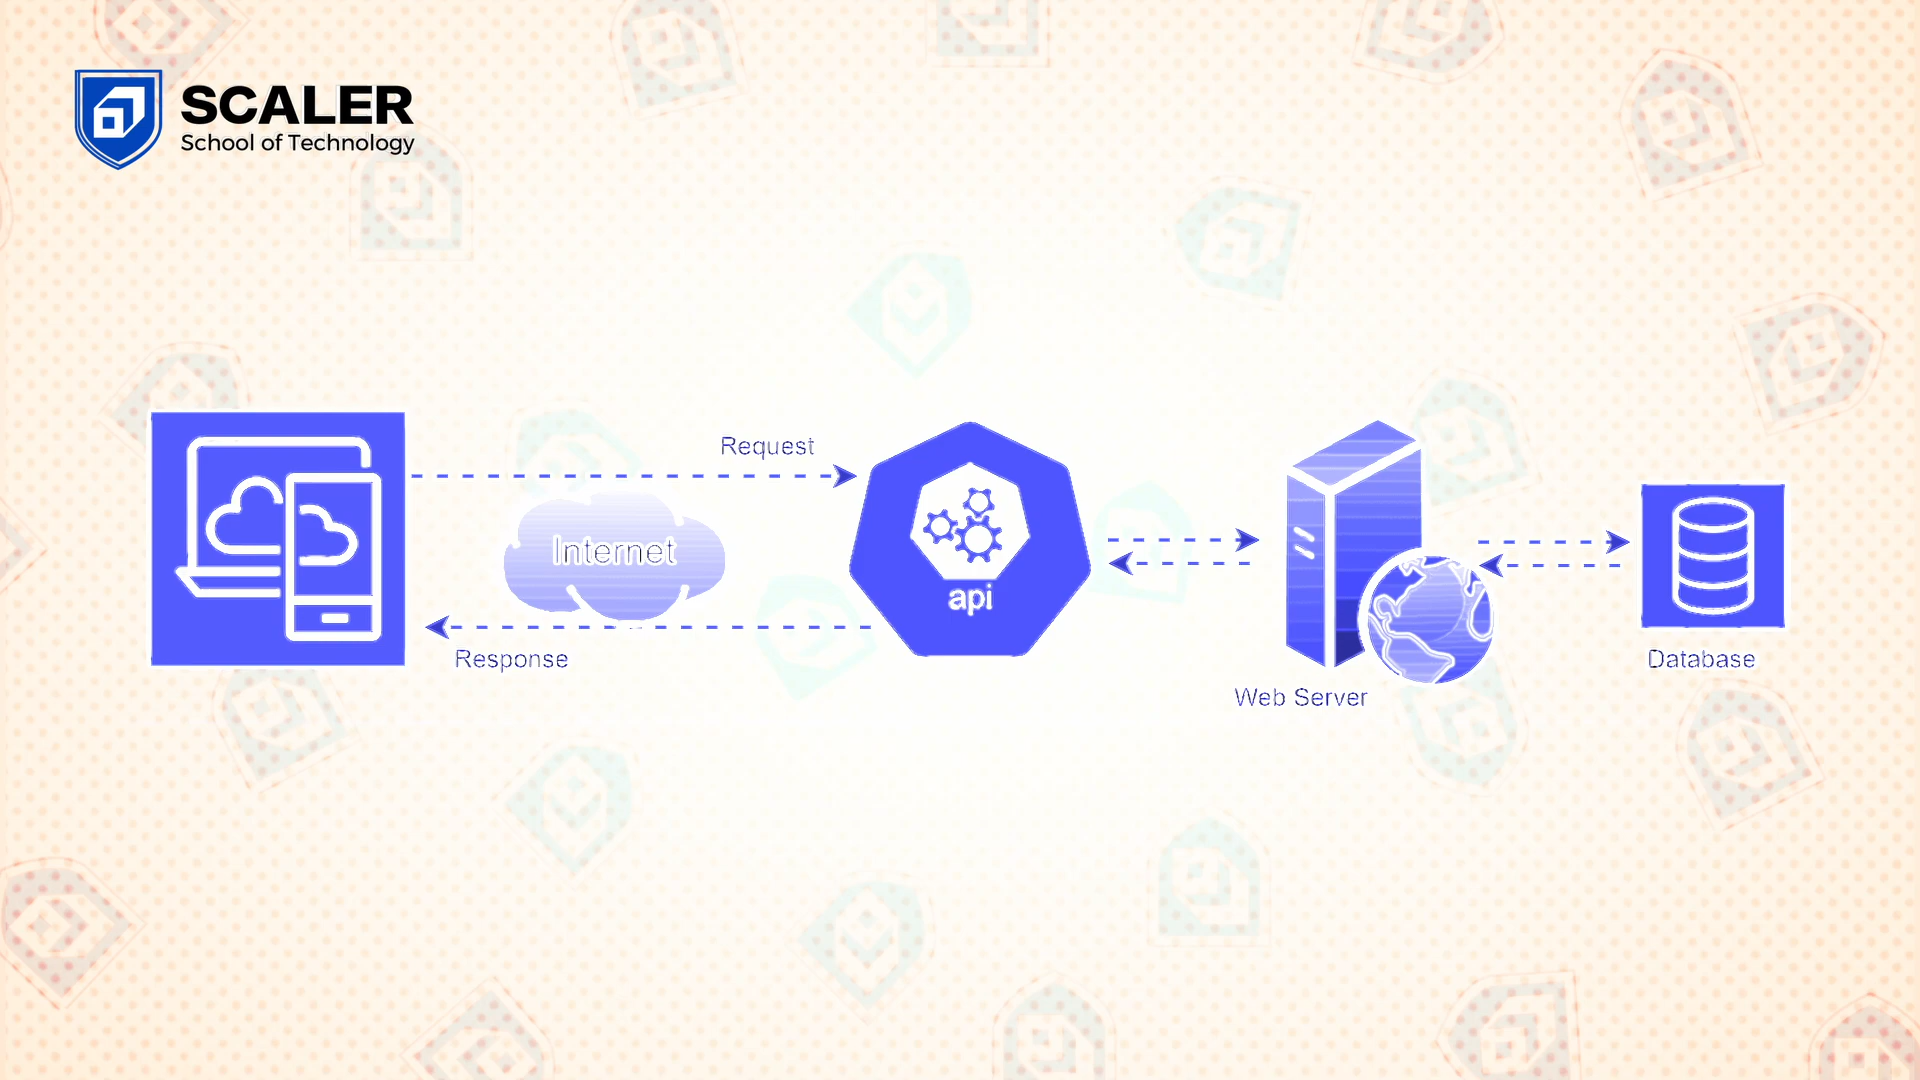 SCALER
School of Technology
Request
Internet
api
Response
Database
Web Server